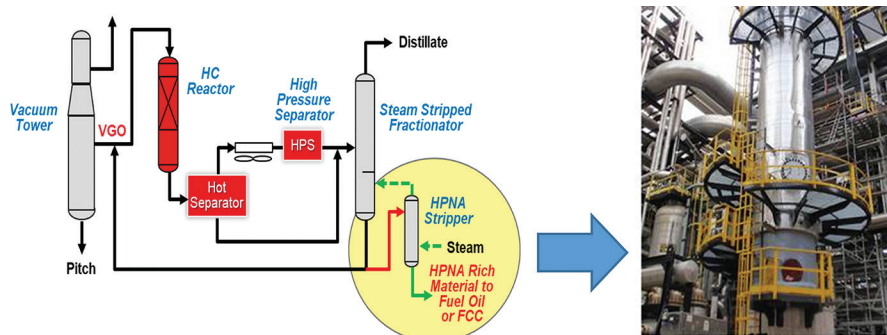 Distillate
HC
Reactor
High
Pressure
Separator
Vacuum
Tower
VGO
Steam Stripped
Fractionator
HPS
Hot
Separator
HPNA
Stripper
Steam
Pitch
HPNA Rich
Material to
Fuel Oil
or FCC